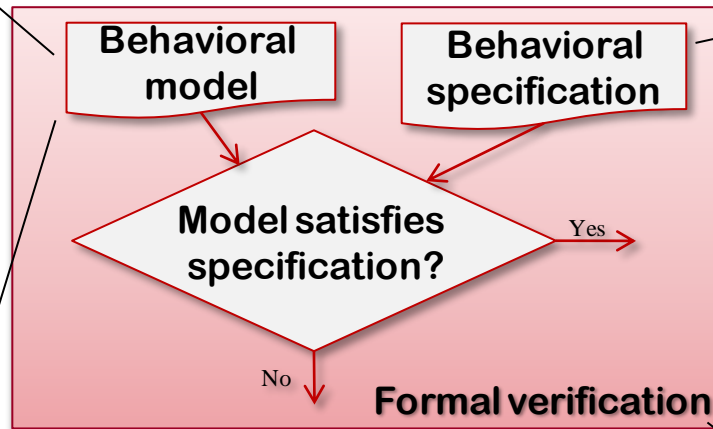 Behavioral
model
Behavioral
specification
Model satisfies
specification?
Yes
No
Formal verification